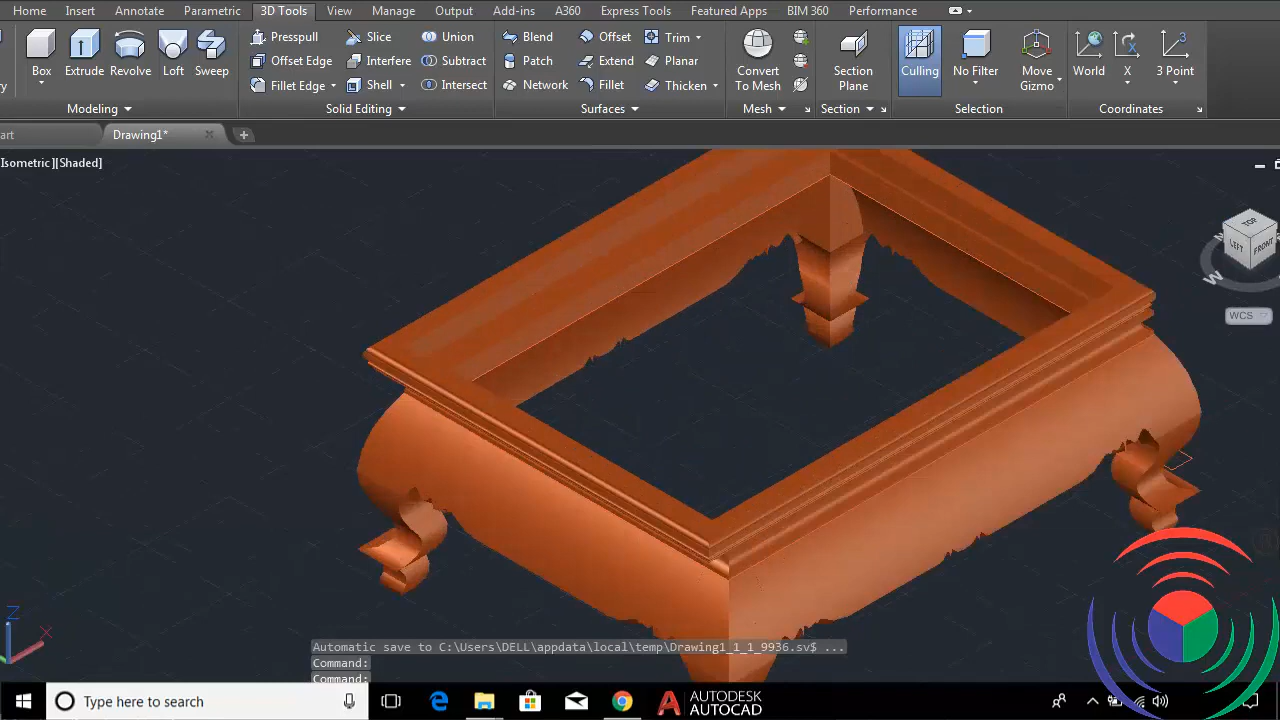 Home Insert Annotate Parametric 3D Tools View Manage Output Add-ins A360 Express Tools Featured Apps BIM 360 Performance
Presspull Slice Union Blend Offset Trim
Offset Edge Interfere Subtract Patch Extend Planar
Fillet Edge Shell Intersect Network Fillet Thicken
Box Extrude Revolve Loft Sweep
Convert To Mesh
Section Plane
Culling No Filter
Move Gizmo
World X 3 Point
Modeling Solid Editing Surfaces Mesh Section Selection Coordinates
art Drawing1*
Isometric][Shaded]
TOP
LEFT FRONT
W
WCS
Z
X
Automatic save to C:\Users\DELL\appdata\local\temp\Drawing1_1_1_9936.sv$ ...
Command:
Command:
Type here to search
AUTODESK
AUTOCAD